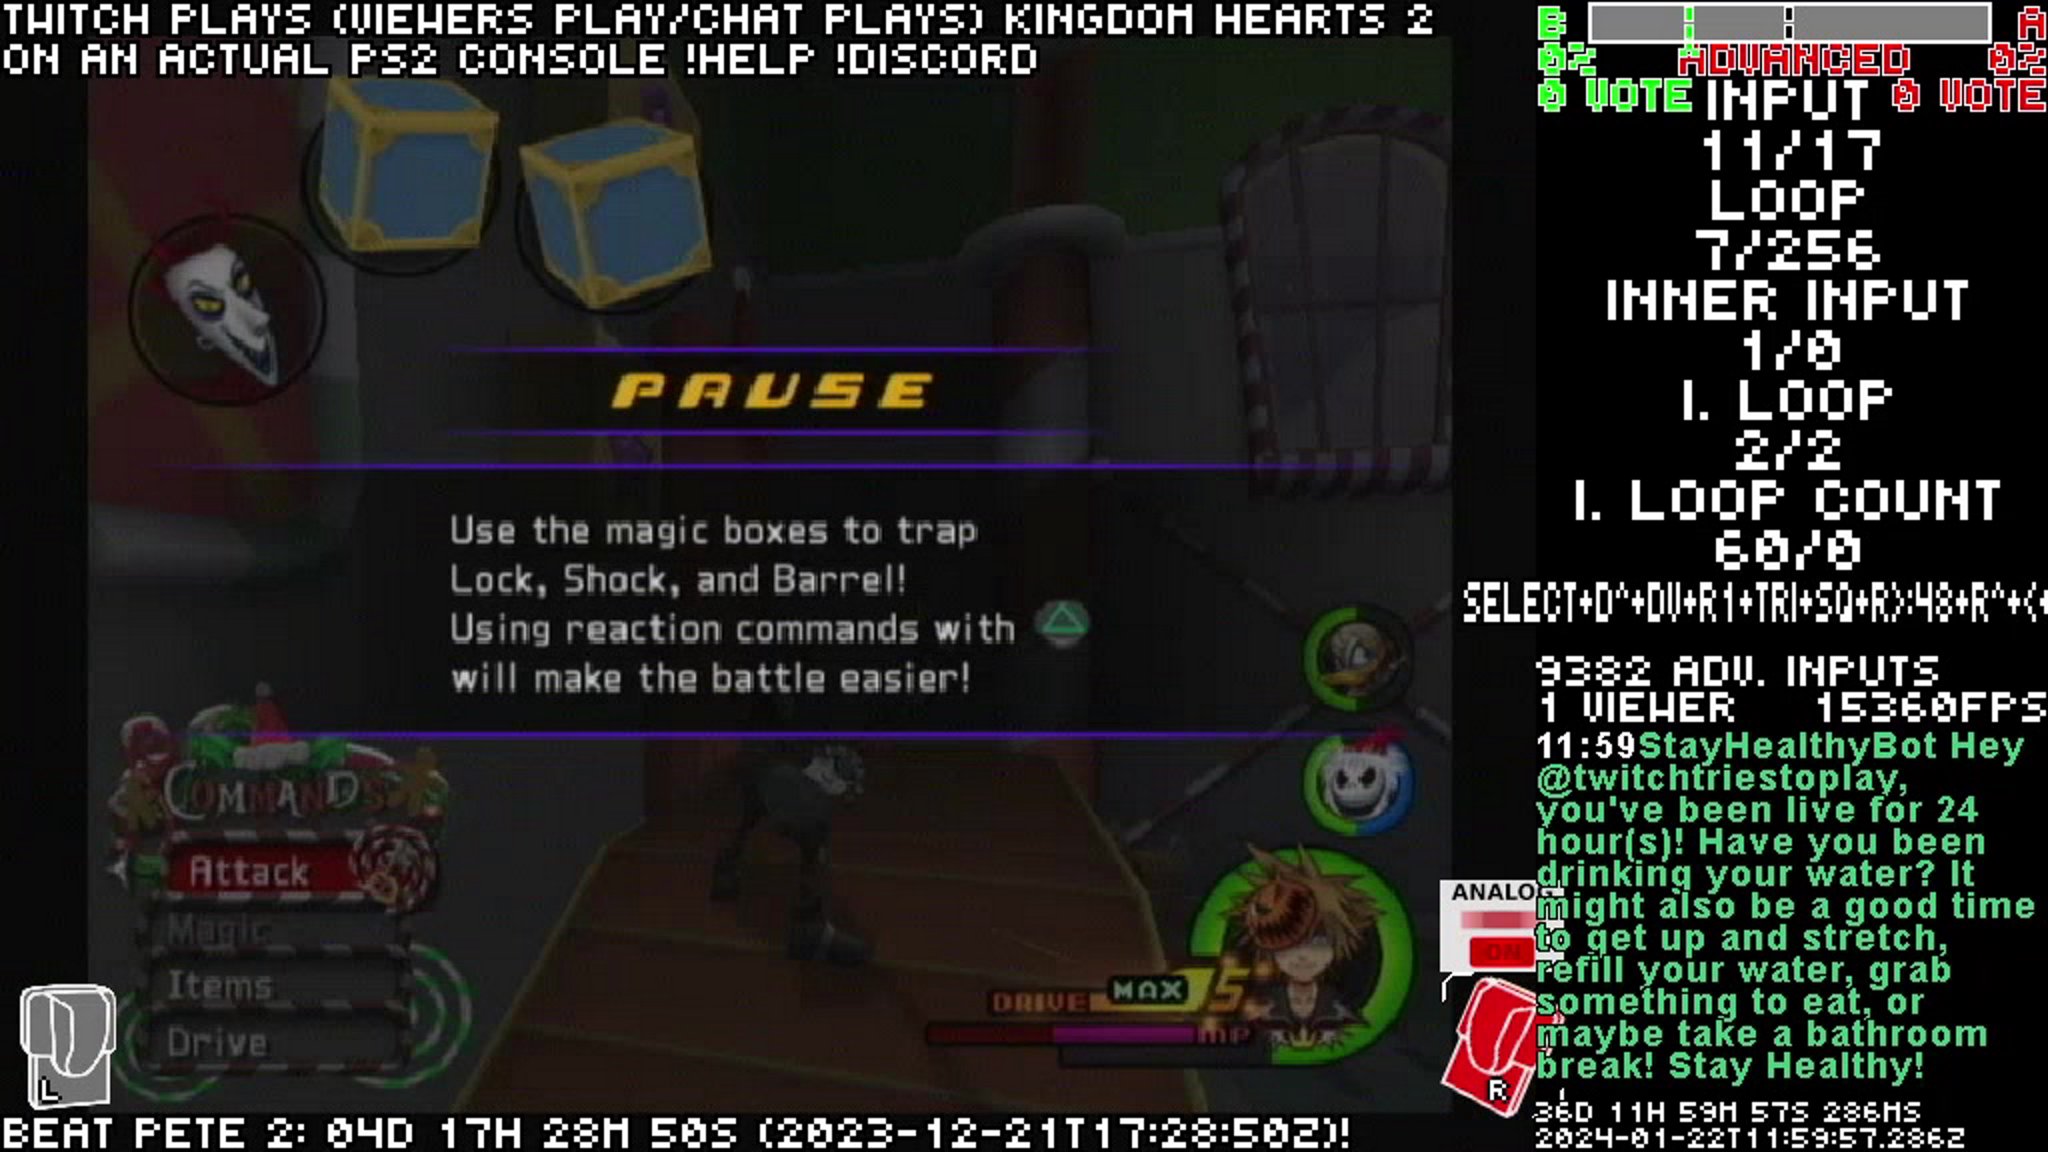 TWITCH PLAYS (VIEWERS PLAY/CHAT PLAYS) KINGDOM HEARTS 2
ON AN ACTUAL PS2 CONSOLE !HELP !DISCORD
B A
0% ADVANCED 0%
0 VOTE INPUT 0 VOTE
11/17
LOOP
7/256
INNER INPUT
1/0
I. LOOP
2/2
I. LOOP COUNT
60/0
SELECT+D^+DV+R1+TRI+SQ+R>:48+R^+(+
9382 ADV. INPUTS
1 VIEWER 15360FPS
11:59StayHealthyBot Hey
@twitchtriestoplay,
you've been live for 24
hour(s)! Have you been
drinking your water? It
might also be a good time
to get up and stretch,
refill your water, grab
something to eat, or
maybe take a bathroom
break! Stay Healthy!
36D 11H 59M 57S 286MS
2024-01-22T11:59:57.286Z
PAUSE
Use the magic boxes to trap
Lock, Shock, and Barrel!
Using reaction commands with
will make the battle easier!
COMMANDS
Attack
Magic
Items
Drive
DRIVE MAX 5
MP
ANALOG
ON
L
R
BEAT PETE 2: 04D 17H 28M 50S (2023-12-21T17:28:50Z)!